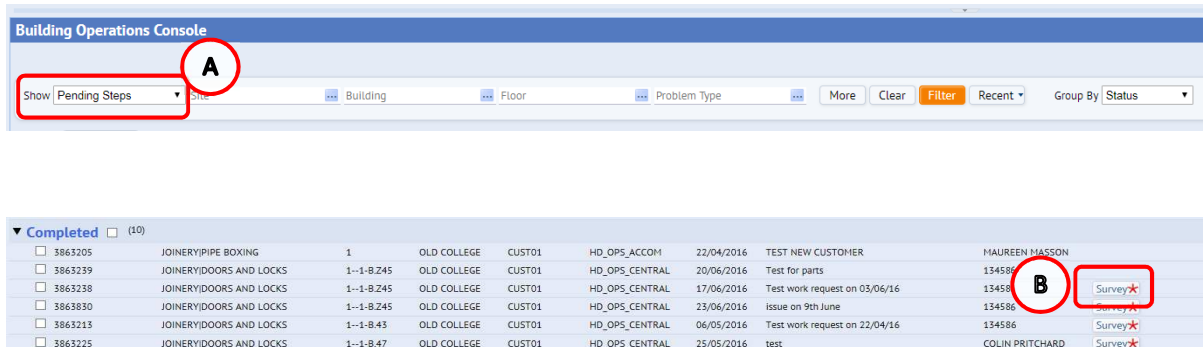 Building Operations Console
A
Show Pending Steps Site ... Building ... Floor ... Problem Type ... More Clear Filter Recent Group By Status
Completed (10)
3863205 JOINERY|PIPE BOXING 1 OLD COLLEGE CUST01 HD_OPS_ACCOM 22/04/2016 TEST NEW CUSTOMER MAUREEN MASSON
3863239 JOINERY|DOORS AND LOCKS 1--1-B.Z45 OLD COLLEGE CUST01 HD_OPS_CENTRAL 20/06/2016 Test for parts 134586
3863238 JOINERY|DOORS AND LOCKS 1--1-B.Z45 OLD COLLEGE CUST01 HD_OPS_CENTRAL 17/06/2016 Test work request on 03/06/16 13458 B Survey*
3863830 JOINERY|DOORS AND LOCKS 1--1-B.Z45 OLD COLLEGE CUST01 HD_OPS_CENTRAL 23/06/2016 issue on 9th June 134586 Survey*
3863213 JOINERY|DOORS AND LOCKS 1--1-B.43 OLD COLLEGE CUST01 HD_OPS_CENTRAL 06/05/2016 Test work request on 22/04/16 134586 Survey*
3863225 JOINERY|DOORS AND LOCKS 1--1-B.47 OLD COLLEGE CUST01 HD_OPS_CENTRAL 25/05/2016 test COLIN PRITCHARD Survey*